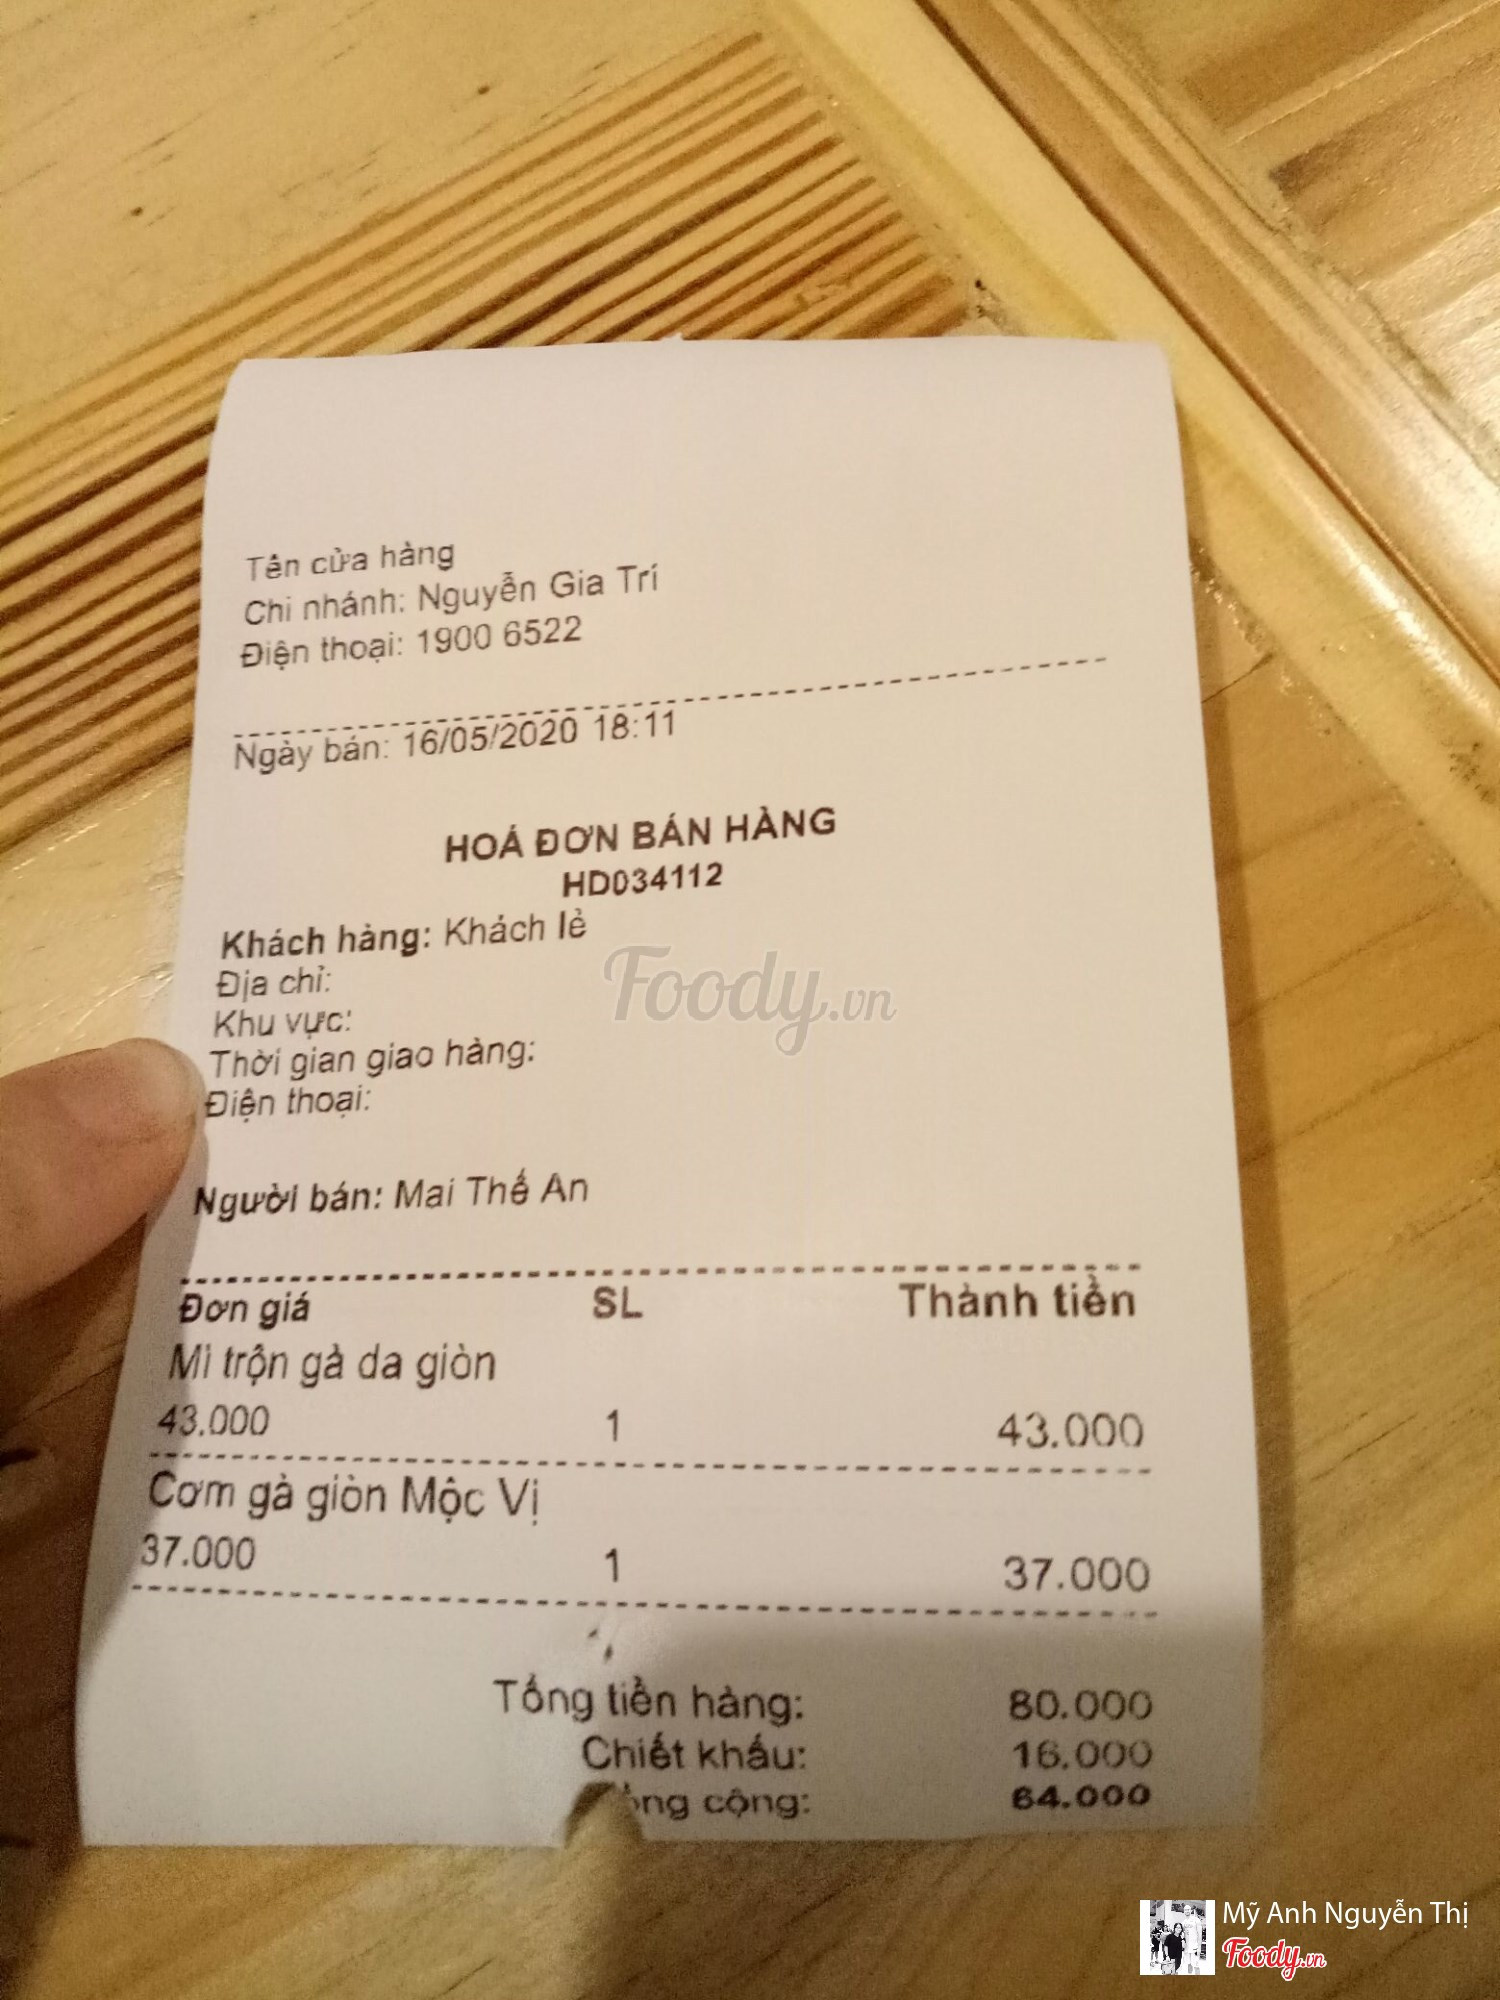 Tên cửa hàng
Chi nhánh: Nguyễn Gia Trí
Điện thoại: 1900 6522
Ngày bán: 16/05/2020 18:11
HOÁ ĐƠN BÁN HÀNG
HD034112
Khách hàng: Khách lẻ
Địa chỉ:
Khu vực:
Thời gian giao hàng:
Điện thoại:
Foody.vn
Người bán: Mai Thế An
Đơn giá SL Thành tiền
Mì trộn gà da giòn
43.000 1 43.000
Cơm gà giòn Mộc Vị
37.000 1 37.000
Tổng tiền hàng: 80.000
Chiết khấu: 16.000
cộng: 64.000
Mỹ Anh Nguyễn Thị
Foody.vn